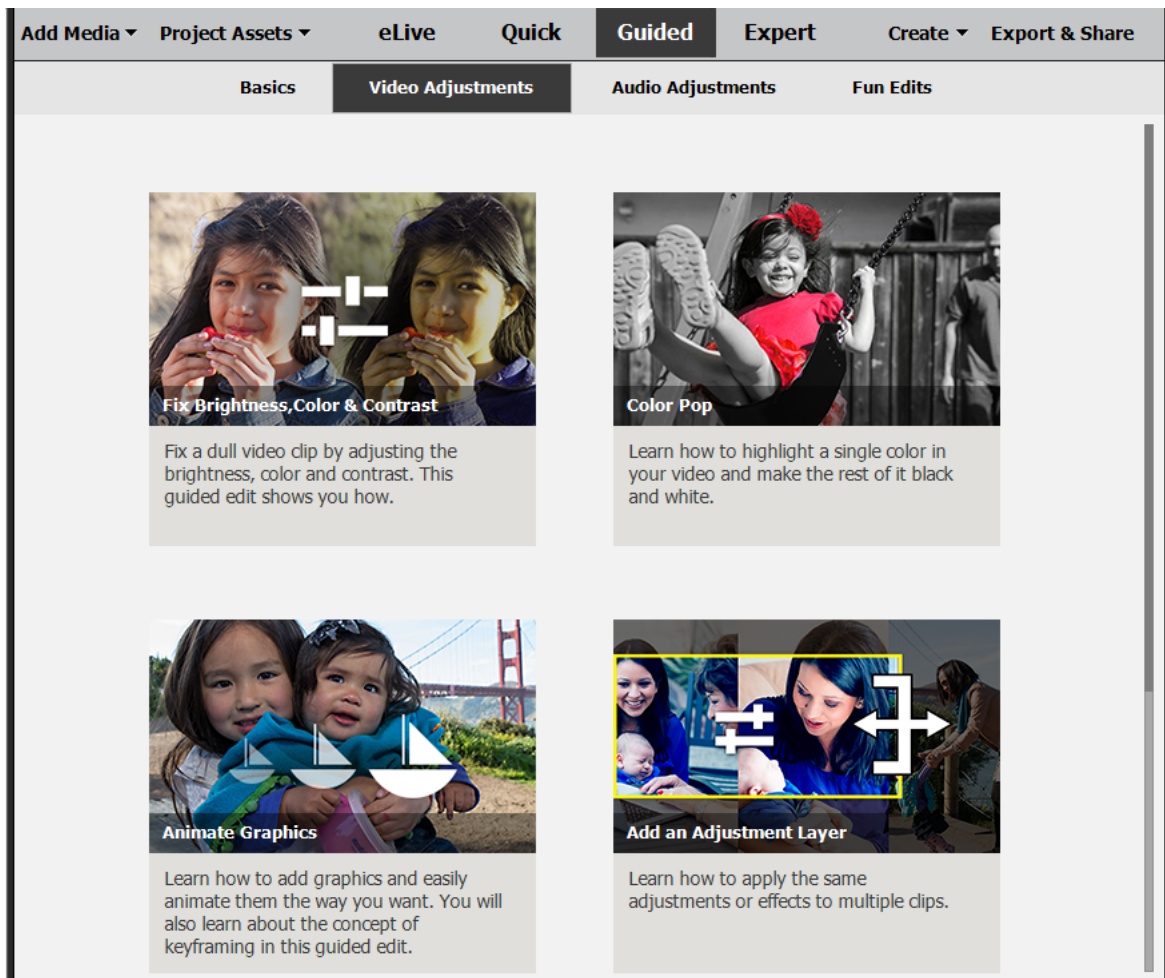 Add Media Project Assets eLive Quick Guided Expert Create Export & Share
Basics Video Adjustments Audio Adjustments Fun Edits
Fix Brightness,Color & Contrast
Fix a dull video clip by adjusting the
brightness, color and contrast. This
guided edit shows you how.
Color Pop
Learn how to highlight a single color in
your video and make the rest of it black
and white.
Animate Graphics
Learn how to add graphics and easily
animate them the way you want. You will
also learn about the concept of
keyframing in this guided edit.
Add an Adjustment Layer
Learn how to apply the same
adjustments or effects to multiple clips.